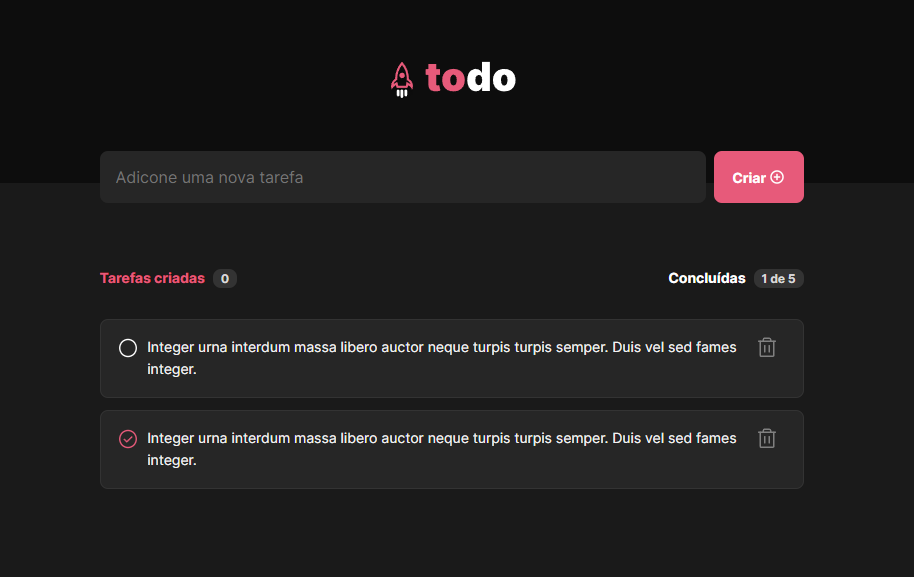 todo
Adicione uma nova tarefa
Criar
Tarefas criadas 0
Concluídas 1 de 5
Integer urna interdum massa libero auctor neque turpis turpis semper. Duis vel sed fames
integer.
Integer urna interdum massa libero auctor neque turpis turpis semper. Duis vel sed fames
integer.